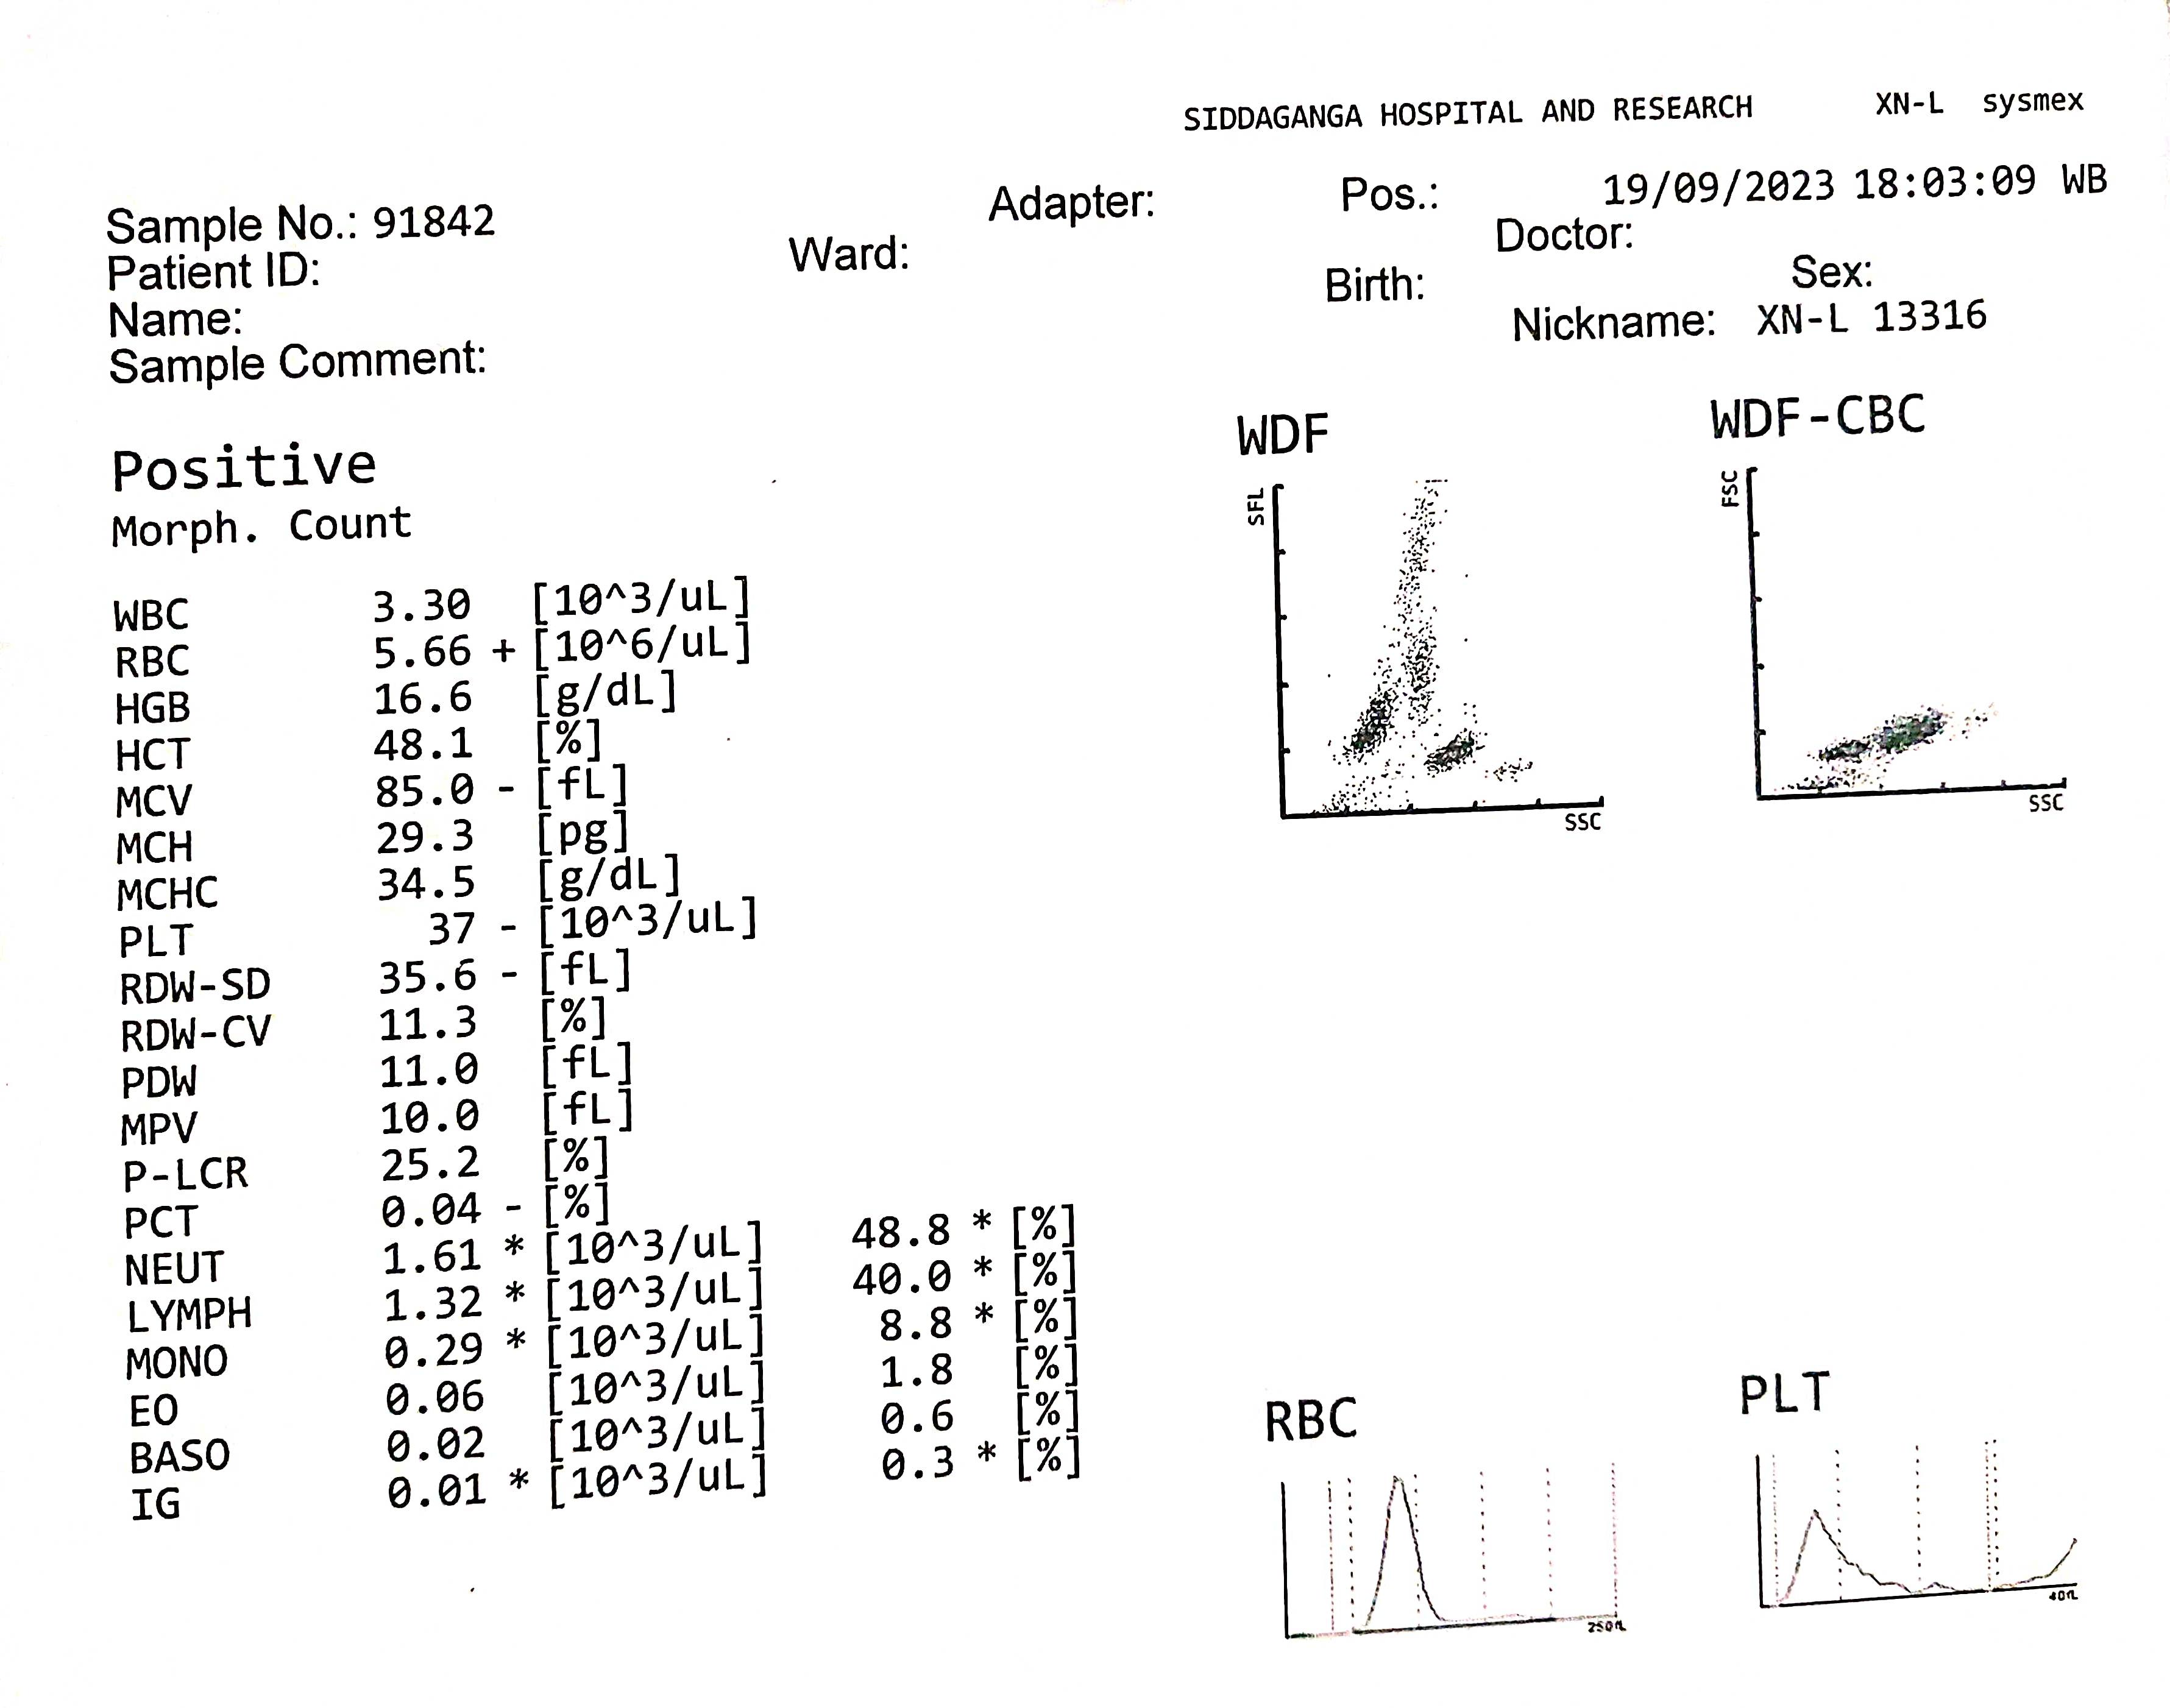 SIDDAGANGA HOSPITAL AND RESEARCH XN-L sysmex
Adapter: Pos.: 19/09/2023 18:03:09 WB
Sample No.: 91842 Ward: Doctor:
Patient ID: Birth: Sex:
Name: Nickname: XN-L 13316
Sample Comment:
Positive
Morph. Count
WDF WDF-CBC
SFL FSC
SSC SSC
WBC 3.30 [10^3/uL]
RBC 5.66 + [10^6/uL]
HGB 16.6 [g/dL]
HCT 48.1 [%]
MCV 85.0 - [fL]
MCH 29.3 [pg]
MCHC 34.5 [g/dL]
PLT 37 - [10^3/uL]
RDW-SD 35.6 - [fL]
RDW-CV 11.3 [%]
PDW 11.0 [fL]
MPV 10.0 [fL]
P-LCR 25.2 [%]
PCT 0.04 - [%]
NEUT 1.61 * [10^3/uL] 48.8 * [%]
LYMPH 1.32 * [10^3/uL] 40.0 * [%]
MONO 0.29 * [10^3/uL] 8.8 * [%]
EO 0.06 [10^3/uL] 1.8 [%]
BASO 0.02 [10^3/uL] 0.6 [%]
IG 0.01 * [10^3/uL] 0.3 * [%]
RBC PLT
250fL 40fL